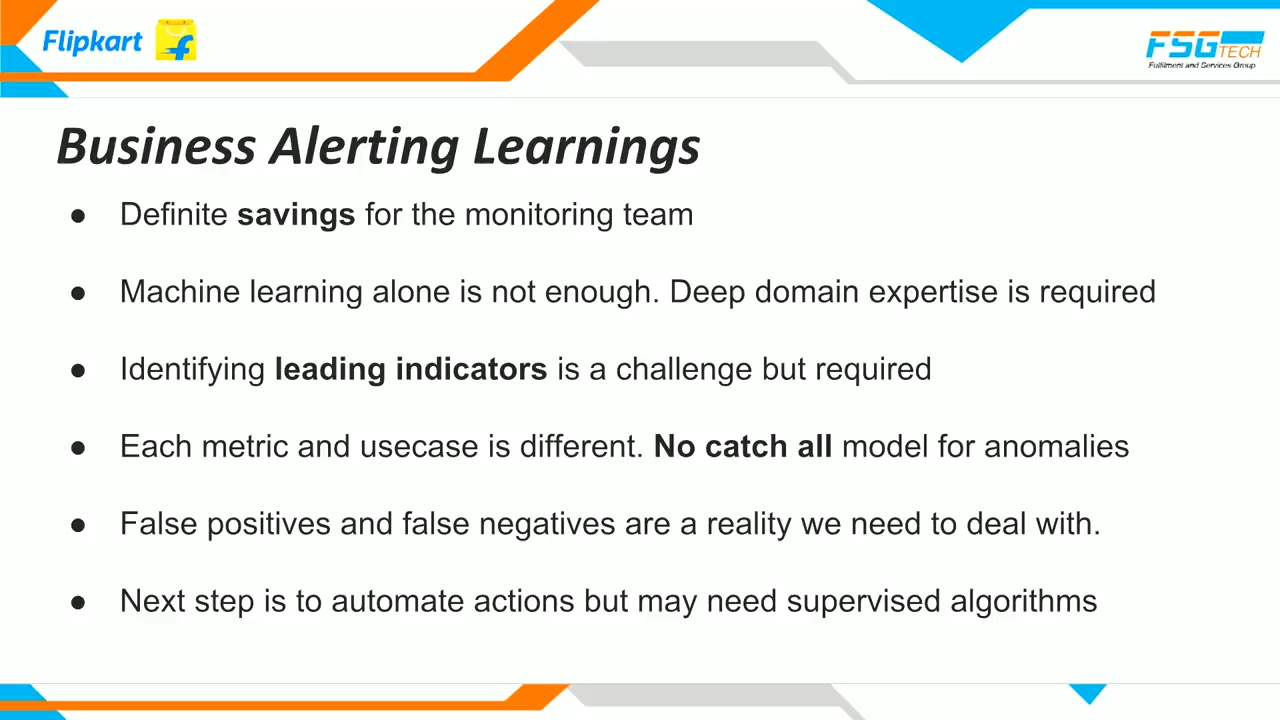 Flipkart
FSG TECH
Fulfilment and Services Group
Business Alerting Learnings
● Definite savings for the monitoring team
● Machine learning alone is not enough. Deep domain expertise is required
● Identifying leading indicators is a challenge but required
● Each metric and usecase is different. No catch all model for anomalies
● False positives and false negatives are a reality we need to deal with.
● Next step is to automate actions but may need supervised algorithms